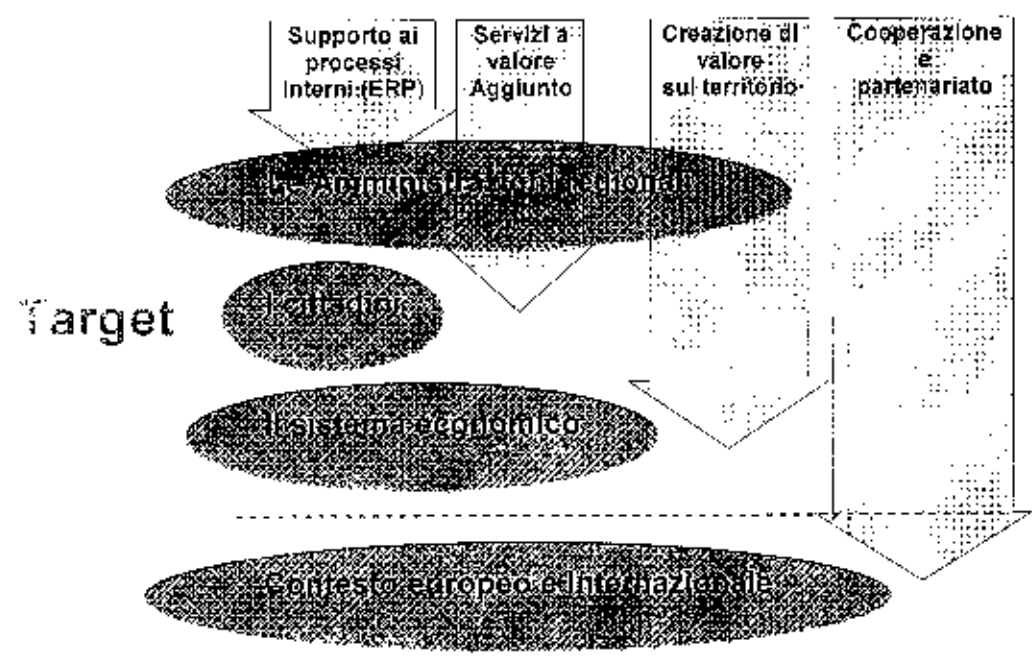 Supporto ai
processi
Interni (ERP)
Servizi a
valore
Aggiunto
Creazione di
valore
sul territorio
Cooperazione
e
partenariato
Le Amministrazioni regionali
Target
I cittadini
Il sistema economico
Contesto europeo e Internazionale